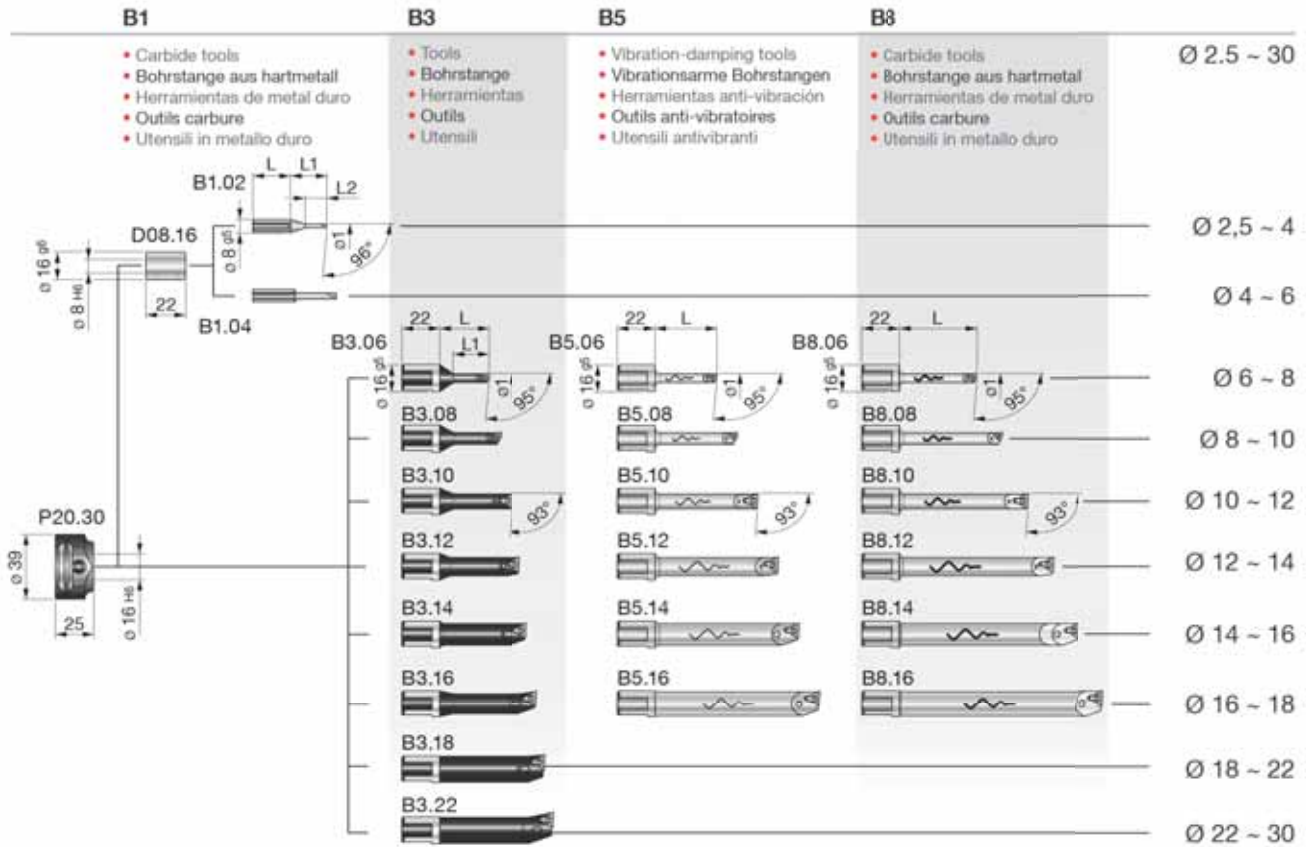 B1 B3 B5 B8
• Carbide tools
• Bohrstange aus hartmetall
• Herramientas de metal duro
• Outils carbure
• Utensili in metallo duro
• Tools
• Bohrstange
• Herramientas
• Outils
• Utensili
• Vibration-damping tools
• Vibrationsarme Bohrstangen
• Herramientas anti-vibración
• Outils anti-vibratoires
• Utensili antivibranti
• Carbide tools
• Bohrstange aus hartmetal
• Herramientas de metal duro
• Outils carbure
• Utensili in metallo duro
Ø 2.5 ~ 30
L L1
B1.02 L2
D08.16
ø 16 g6
ø 8 H6
22
ø 8 g5
ø1
96°
Ø 2,5 ~ 4
B1.04
Ø 4 ~ 6
22 L
B3.06 L1
ø 16 g5
ø1
95°
22 L
B5.06
ø 16 g5
ø1
95°
22 L
B8.06
ø 16 g5
ø1
95°
Ø 6 ~ 8
B3.08 B5.08 B8.08
Ø 8 ~ 10
B3.10 B5.10 B8.10
93° 93° 93°
Ø 10 ~ 12
P20.30
ø 39
25
ø 16 H6
B3.12 B5.12 B8.12
Ø 12 ~ 14
B3.14 B5.14 B8.14
Ø 14 ~ 16
B3.16 B5.16 B8.16
Ø 16 ~ 18
B3.18
Ø 18 ~ 22
B3.22
Ø 22 ~ 30